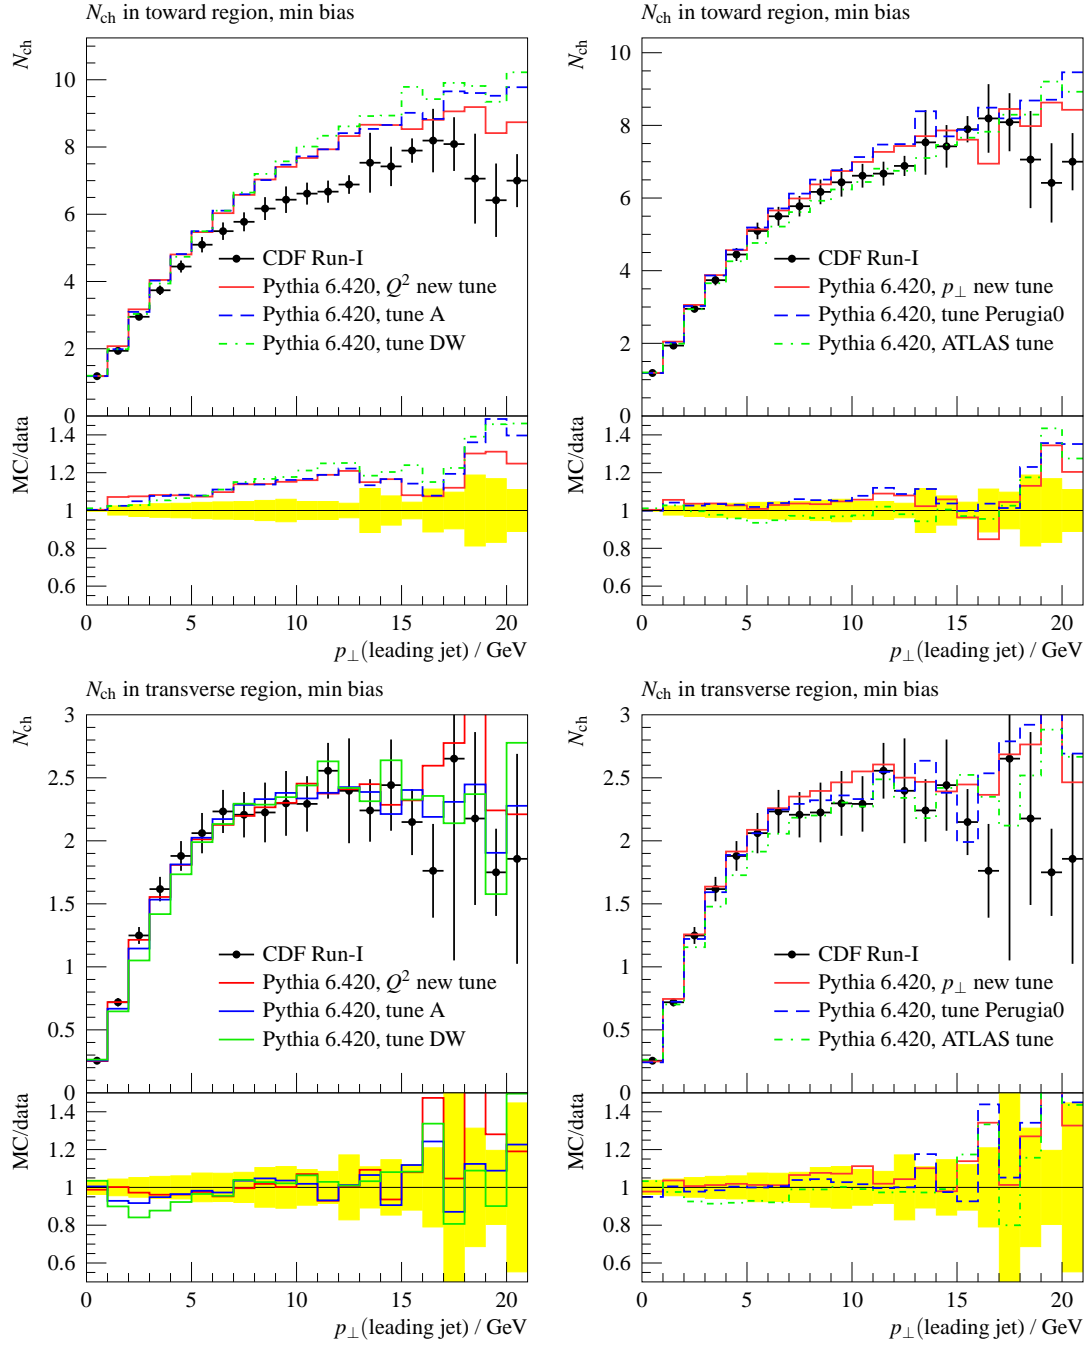 N_ch in toward region, min bias
N_ch
10
8
6
4
2
0
CDF Run-I
Pythia 6.420, Q² new tune
Pythia 6.420, tune A
Pythia 6.420, tune DW
MC/data
1.4
1.2
1
0.8
0.6
0 5 10 15 20
p⊥(leading jet) / GeV
N_ch in toward region, min bias
N_ch
10
8
6
4
2
0
CDF Run-I
Pythia 6.420, p⊥ new tune
Pythia 6.420, tune Perugia0
Pythia 6.420, ATLAS tune
MC/data
1.4
1.2
1
0.8
0.6
0 5 10 15 20
p⊥(leading jet) / GeV
N_ch in transverse region, min bias
N_ch
3
2.5
2
1.5
1
0.5
0
CDF Run-I
Pythia 6.420, Q² new tune
Pythia 6.420, tune A
Pythia 6.420, tune DW
MC/data
1.4
1.2
1
0.8
0.6
0 5 10 15 20
p⊥(leading jet) / GeV
N_ch in transverse region, min bias
N_ch
3
2.5
2
1.5
1
0.5
0
CDF Run-I
Pythia 6.420, p⊥ new tune
Pythia 6.420, tune Perugia0
Pythia 6.420, ATLAS tune
MC/data
1.4
1.2
1
0.8
0.6
0 5 10 15 20
p⊥(leading jet) / GeV